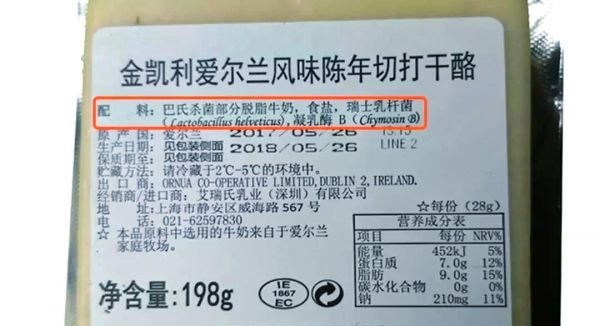 金凯利爱尔兰风味陈年切打干酪
配 料:巴氏杀菌部分脱脂牛奶，食盐，瑞士乳杆菌
(Lactobacillus helveticus), 凝乳酶 B (Chymosin B)
原 产 国: 爱尔兰 2017/05/26 13:15
生产日期: 见包装侧面 2018/05/26 LINE 2
保质期至: 见包装侧面
贮藏方法: 请冷藏于2℃-5℃的环境中。
出 口 商: ORNUA CO-OPERATIVE LIMITED, DUBLIN 2, IRELAND.
经销商/进口商: 艾瑞氏乳业（深圳）有限公司
地 址:上海市静安区威海路 567 号
电 话: 021-62597830
☆ 本品原料中选用的牛奶来自于爱尔兰
家庭牧场。
☆每份（28g）
营养成分表
项目 每份 NRV%
能量 452kJ 5%
蛋白质 7.0g 12%
脂肪 9.0g 15%
碳水化合物 0g 0%
钠 210mg 11%
净含量:198g
IE
1867
EC